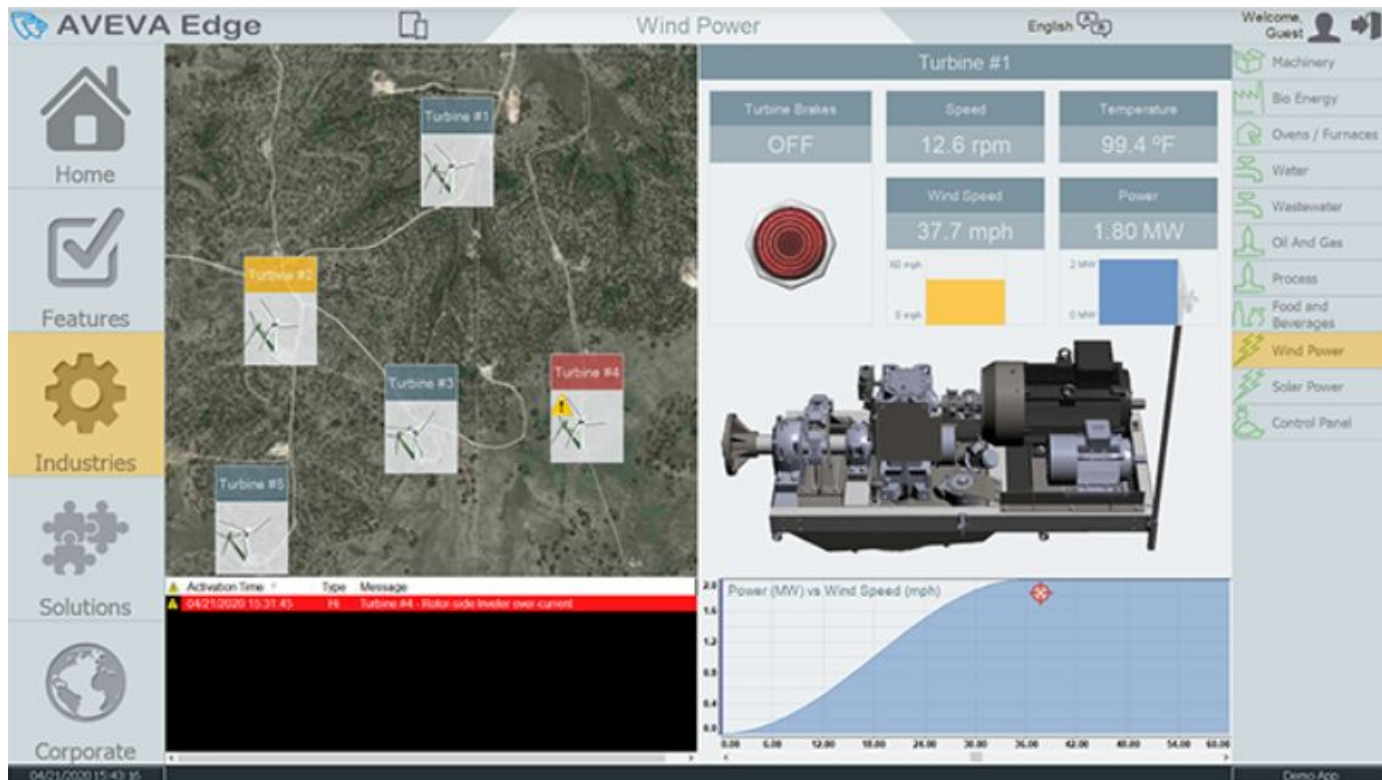 AVEVA Edge
Wind Power
English
Welcome,
Guest
Home
Features
Industries
Solutions
Corporate
Turbine #1
Turbine #2
Turbine #3
Turbine #4
Turbine #5
Activation Time Type Message
04/21/2020 15:31:45 Hi Turbine #4 - Rotor-side Inveter over-current
Turbine #1
Turbine Brakes
OFF
Speed
12.6 rpm
Temperature
99.4 ºF
Wind Speed
37.7 mph
60 mph
0 mph
Power
1.80 MW
2 MW
0 MW
Power (MW) vs Wind Speed (mph)
2.0
1.6
1.2
0.8
0.4
0.0
0.00 6.00 12.00 18.00 24.00 30.00 36.00 42.00 48.00 54.00 60.00
Machinery
Bio Energy
Ovens / Furnaces
Water
Wastewater
Oil And Gas
Process
Food and
Beverages
Wind Power
Solar Power
Control Panel
04/21/2020 15:43:16
Demo App